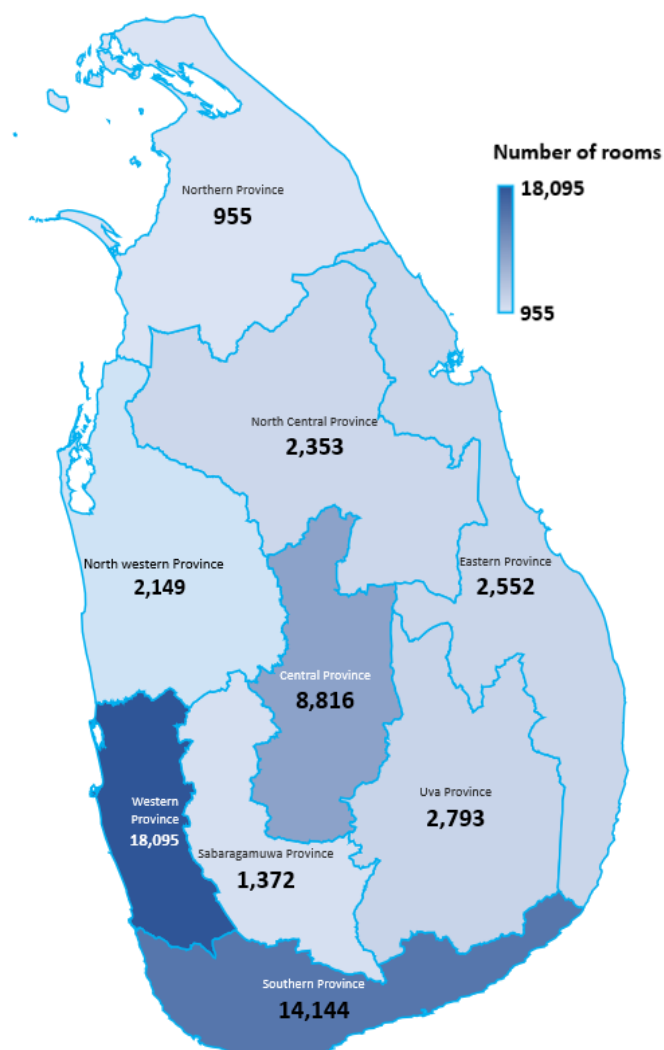 Number of rooms
18,095
955
Northern Province
955
North Central Province
2,353
North western Province
2,149
Eastern Province
2,552
Central Province
8,816
Uva Province
2,793
Western
Province
18,095
Sabaragamuwa Province
1,372
Southern Province
14,144